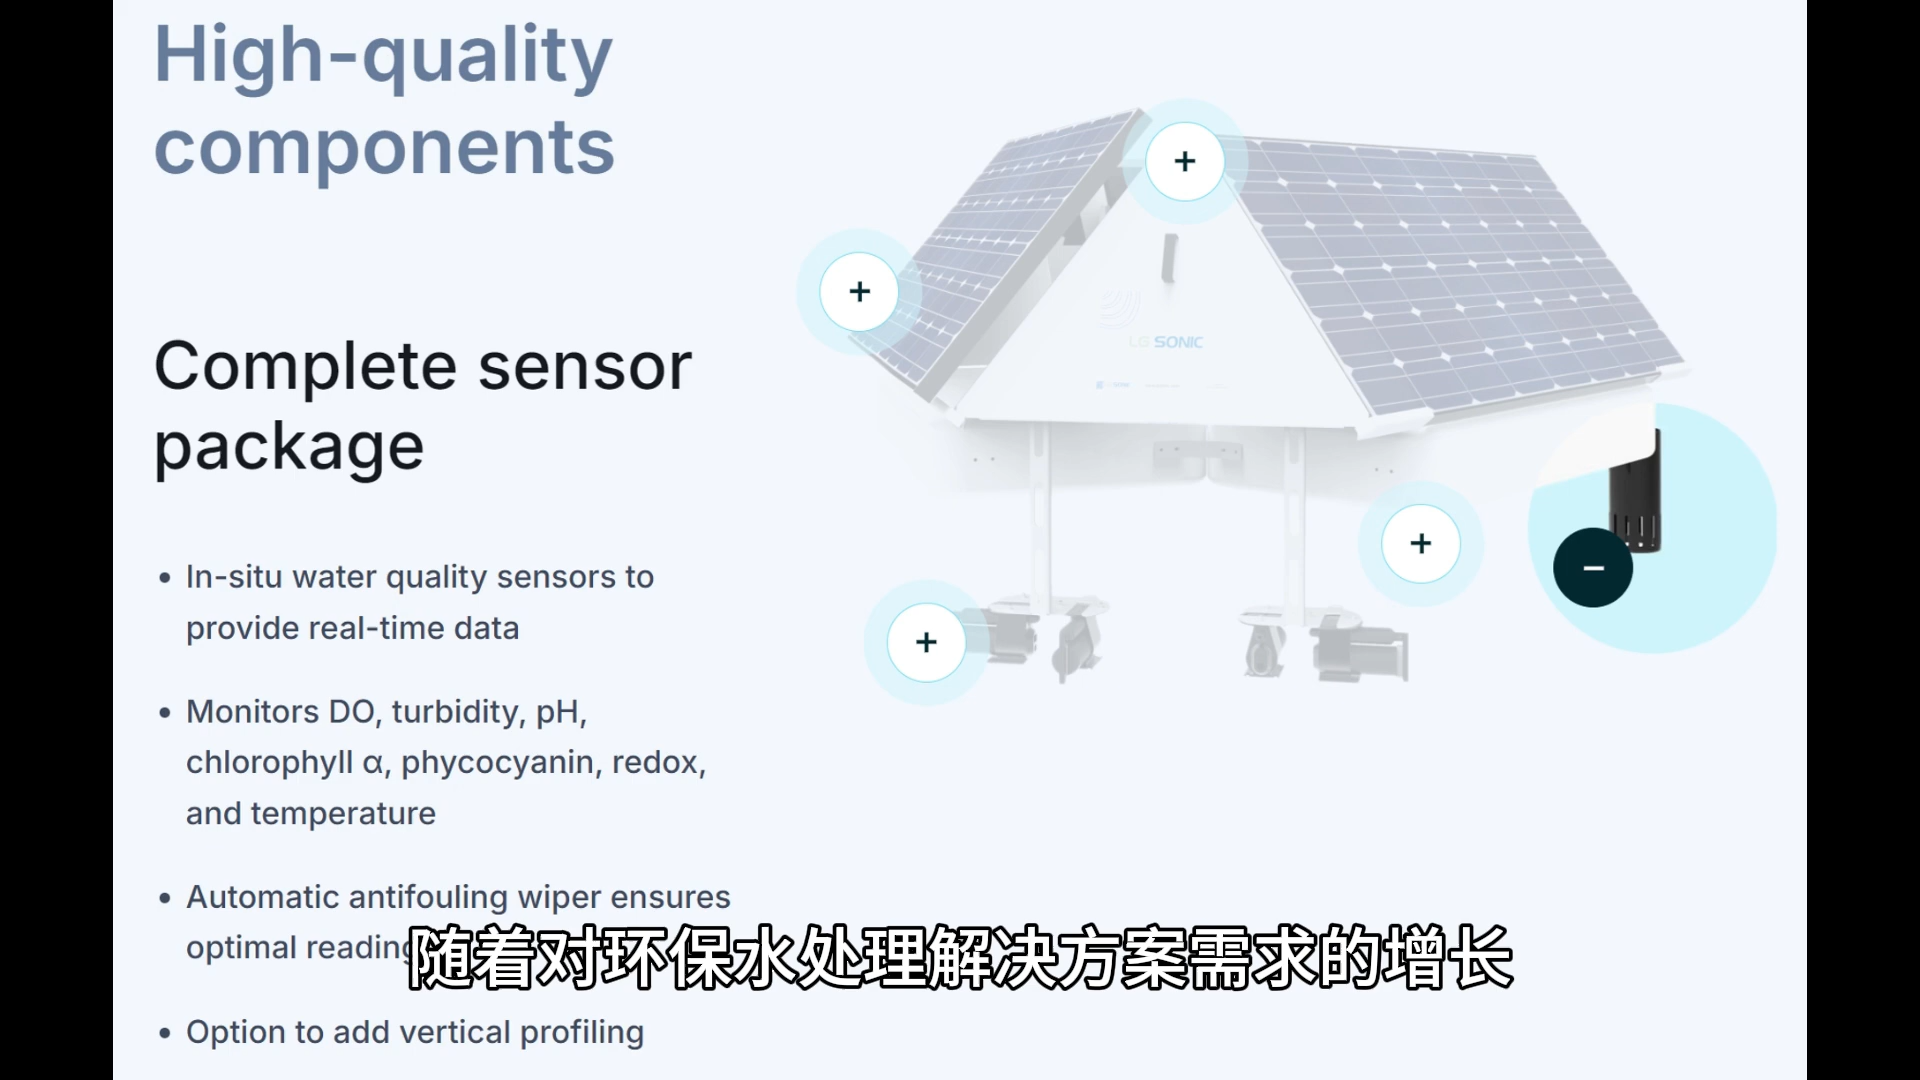 High-quality
components
Complete sensor
package
• In-situ water quality sensors to
provide real-time data
• Monitors DO, turbidity, pH,
chlorophyll α, phycocyanin, redox,
and temperature
• Automatic antifouling wiper ensures
optimal reading
• Option to add vertical profiling
LG SONIC
随着对环保水处理解决方案需求的增长